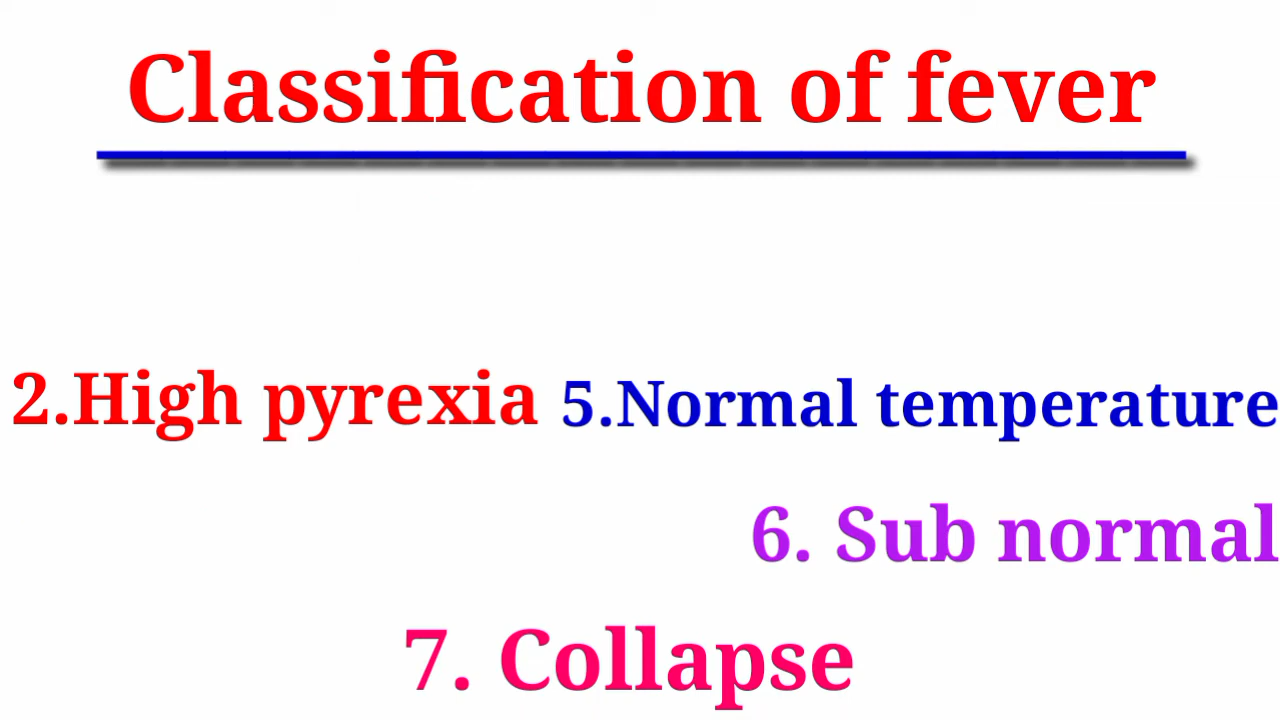 Classification of fever
2.High pyrexia
5.Normal temperature
6. Sub normal
7. Collapse